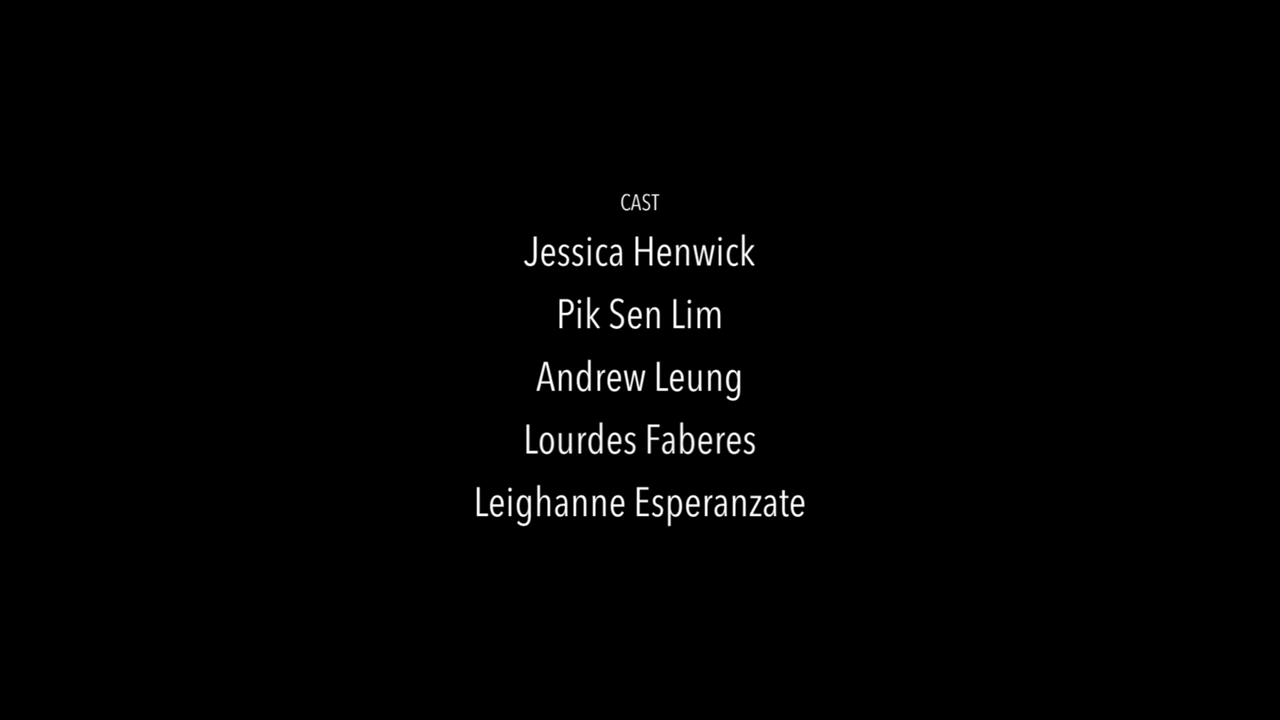 CAST
Jessica Henwick
Pik Sen Lim
Andrew Leung
Lourdes Faberes
Leighanne Esperanzate